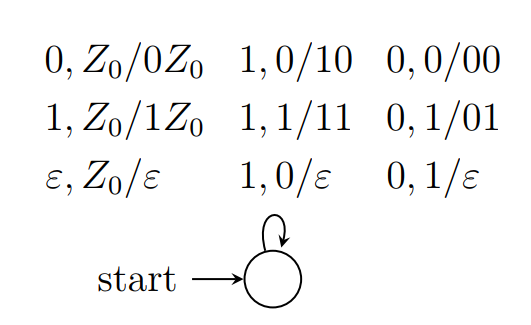 0, Z₀/0Z₀ 1, 0/10 0, 0/00
1, Z₀/1Z₀ 1, 1/11 0, 1/01
ε, Z₀/ε 1, 0/ε 0, 1/ε
start